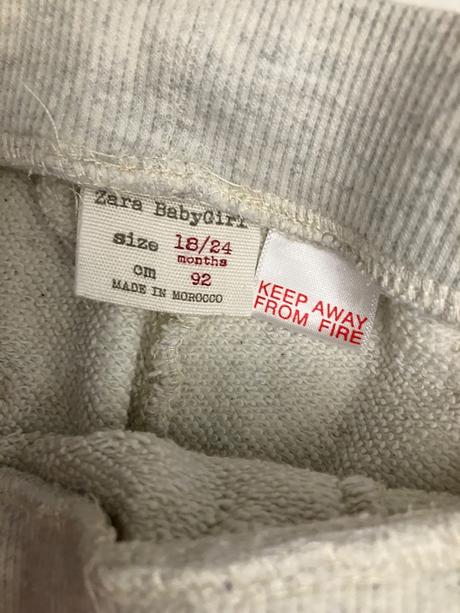 Zara BabyGirl
size 18/24
months
cm 92
MADE IN MOROCCO
KEEP AWAY
FROM FIRE